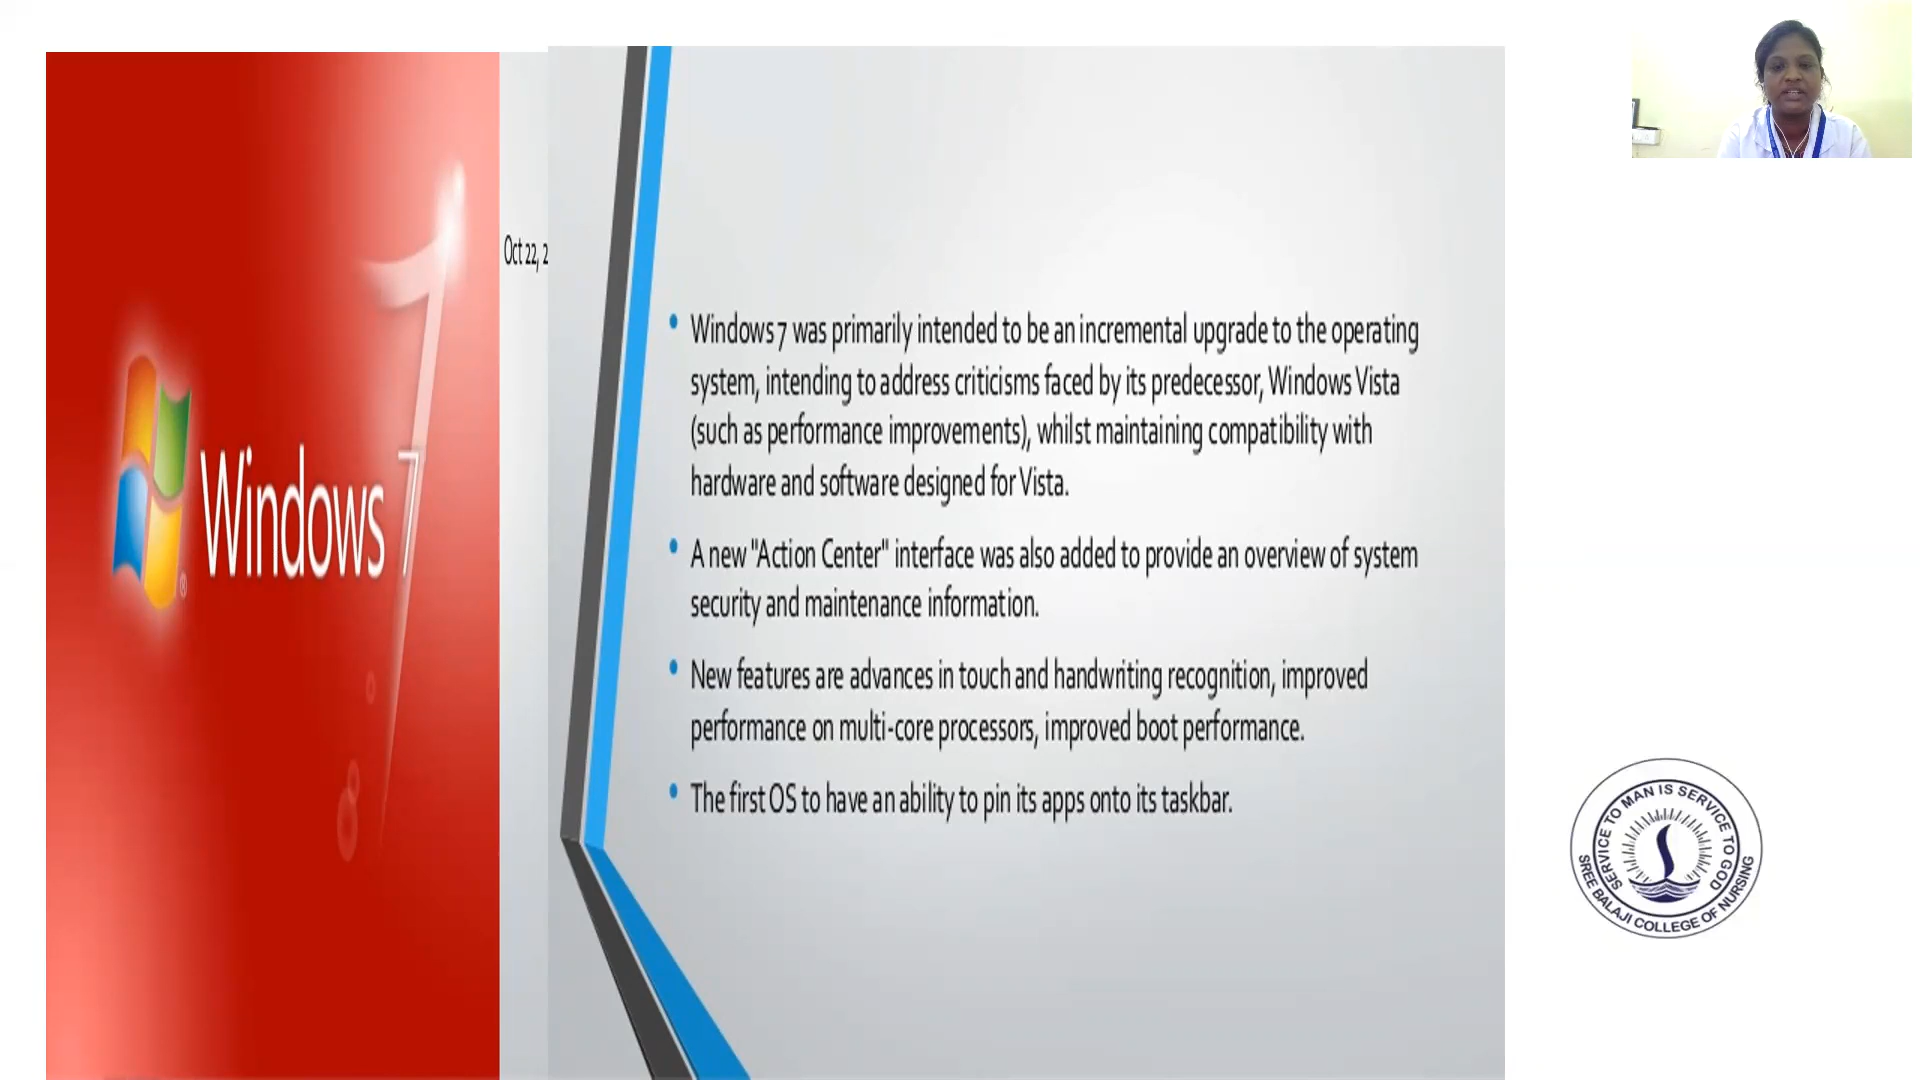 Windows 7
®
Oct 22, 2
Windows 7 was primarily intended to be an incremental upgrade to the operating
system, intending to address criticisms faced by its predecessor, Windows Vista
(such as performance improvements), whilst maintaining compatibility with
hardware and software designed for Vista.
A new "Action Center" interface was also added to provide an overview of system
security and maintenance information.
New features are advances in touch and handwriting recognition, improved
performance on multi-core processors, improved boot performance.
The first OS to have an ability to pin its apps onto its taskbar.
SERVICE TO MAN IS SERVICE TO GOD
SREE BALAJI COLLEGE OF NURSING